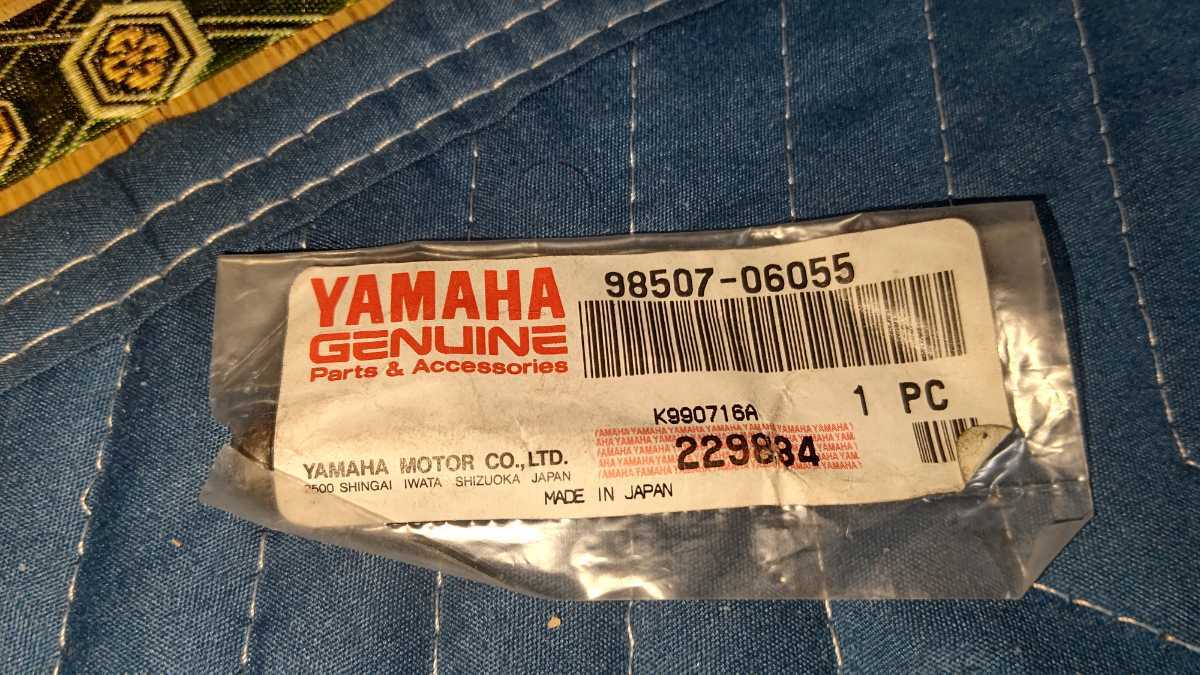 YAMAHA
GENUINE
Parts & Accessories
98507-06055
1 PC
K990716A
229884
YAMAHA MOTOR CO., LTD.
2500 SHINGAI IWATA SHIZUOKA JAPAN
MADE IN JAPAN